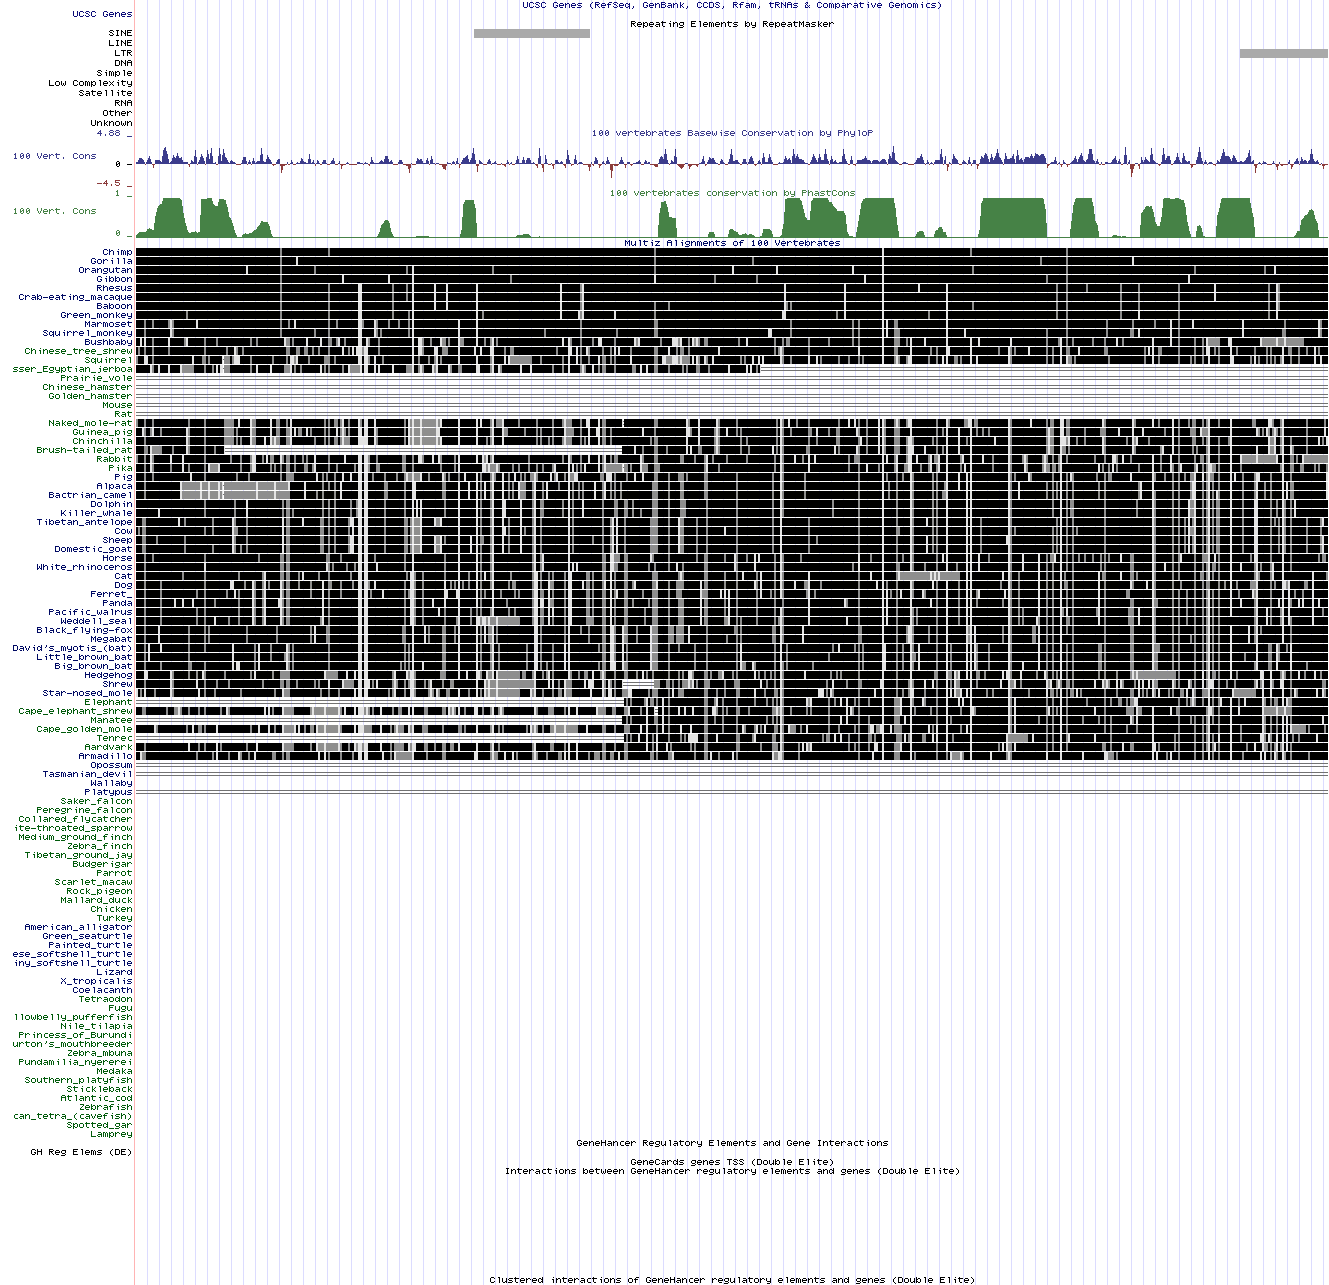 UCSC Genes (RefSeq, GenBank, CCDS, Rfam, tRNAs & Comparative Genomics)
UCSC Genes
Repeating Elements by RepeatMasker
SINE
LINE
LTR
DNA
Simple
Low Complexity
Satellite
RNA
Other
Unknown
4.88 _
100 vertebrates Basewise Conservation by PhyloP
100 Vert. Cons
0 -
-4.5 _
100 vertebrates conservation by PhastCons
1 _
100 Vert. Cons
0 _
Multiz Alignments of 100 Vertebrates
Chimp
Gorilla
Orangutan
Gibbon
Rhesus
Crab-eating_macaque
Baboon
Green_monkey
Marmoset
Squirrel_monkey
Bushbaby
Chinese_tree_shrew
Squirrel
sser_Egyptian_jerboa
Prairie_vole
Chinese_hamster
Golden_hamster
Mouse
Rat
Naked_mole-rat
Guinea_pig
Chinchilla
Brush-tailed_rat
Rabbit
Pika
Pig
Alpaca
Bactrian_camel
Dolphin
Killer_whale
Tibetan_antelope
Cow
Sheep
Domestic_goat
Horse
White_rhinoceros
Cat
Dog
Ferret_
Panda
Pacific_walrus
Weddell_seal
Black_flying-fox
Megabat
David's_myotis_(bat)
Little_brown_bat
Big_brown_bat
Hedgehog
Shrew
Star-nosed_mole
Elephant
Cape_elephant_shrew
Manatee
Cape_golden_mole
Tenrec
Aardvark
Armadillo
Opossum
Tasmanian_devil
Wallaby
Platypus
Saker_falcon
Peregrine_falcon
Collared_flycatcher
ite-throated_sparrow
Medium_ground_finch
Zebra_finch
Tibetan_ground_jay
Budgerigar
Parrot
Scarlet_macaw
Rock_pigeon
Mallard_duck
Chicken
Turkey
American_alligator
Green_seaturtle
Painted_turtle
ese_softshell_turtle
iny_softshell_turtle
Lizard
X_tropicalis
Coelacanth
Tetraodon
Fugu
llowbelly_pufferfish
Nile_tilapia
Princess_of_Burundi
urton's_mouthbreeder
Zebra_mbuna
Pundamilia_nyererei
Medaka
Southern_platyfish
Stickleback
Atlantic_cod
Zebrafish
can_tetra_(cavefish)
Spotted_gar
Lamprey
GeneHancer Regulatory Elements and Gene Interactions
GH Reg Elems (DE)
GeneCards genes TSS (Double Elite)
Interactions between GeneHancer regulatory elements and genes (Double Elite)
Clustered interactions of GeneHancer regulatory elements and genes (Double Elite)